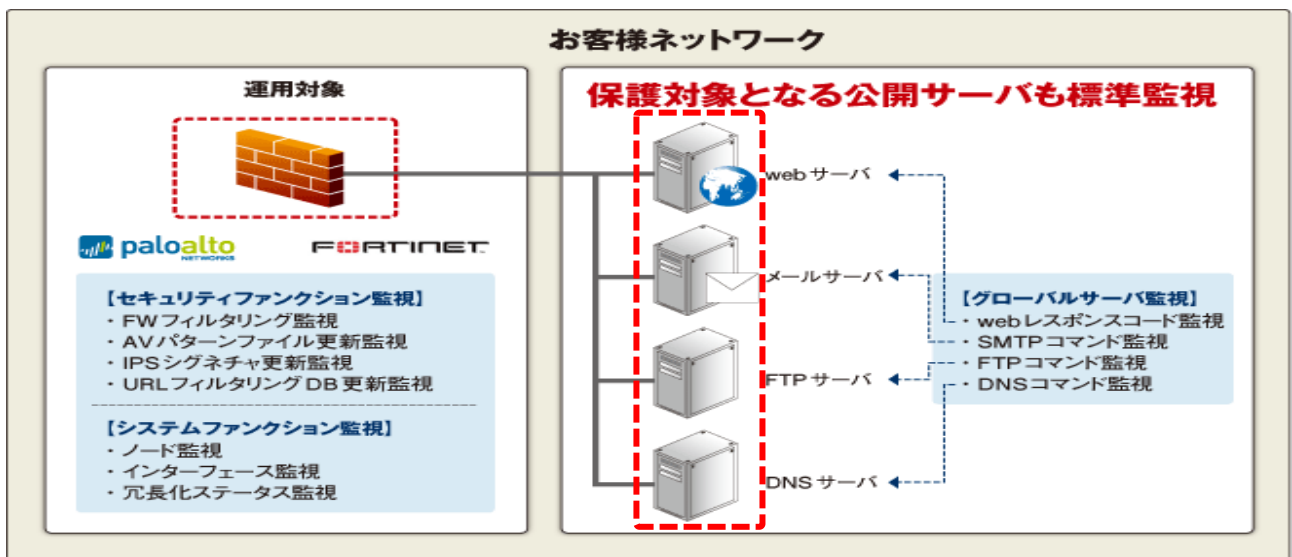 お客様ネットワーク
運用対象
paloalto
NETWORKS
FORTINET
【セキュリティファンクション監視】
・FWフィルタリング監視
・AVパターンファイル更新監視
・IPSシグネチャ更新監視
・URLフィルタリングDB更新監視
【システムファンクション監視】
・ノード監視
・インターフェース監視
・冗長化ステータス監視
保護対象となる公開サーバも標準監視
webサーバ
メールサーバ
FTPサーバ
DNSサーバ
【グローバルサーバ監視】
・webレスポンスコード監視
・SMTPコマンド監視
・FTPコマンド監視
・DNSコマンド監視